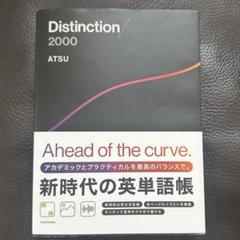 Distinction
2000
ATSU
Ahead of the curve.
アカデミックとプラクティカルを最高のバランスで。
新時代の英単語帳